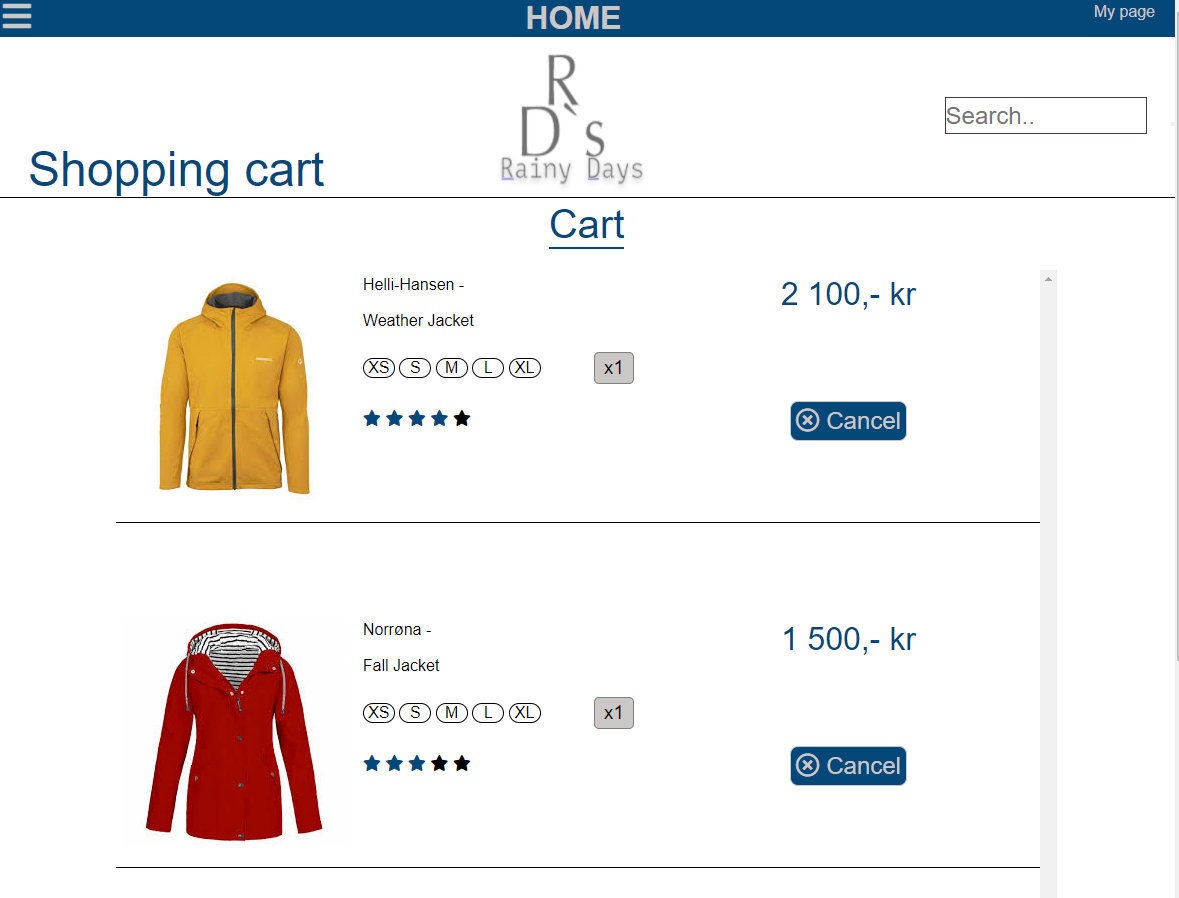 HOME
My page
R
D`s
Rainy Days
Search..
Shopping cart
Cart
Helli-Hansen -
2 100,- kr
Weather Jacket
XS S M L XL
x1
Cancel
Norrøna -
1 500,- kr
Fall Jacket
XS S M L XL
x1
Cancel